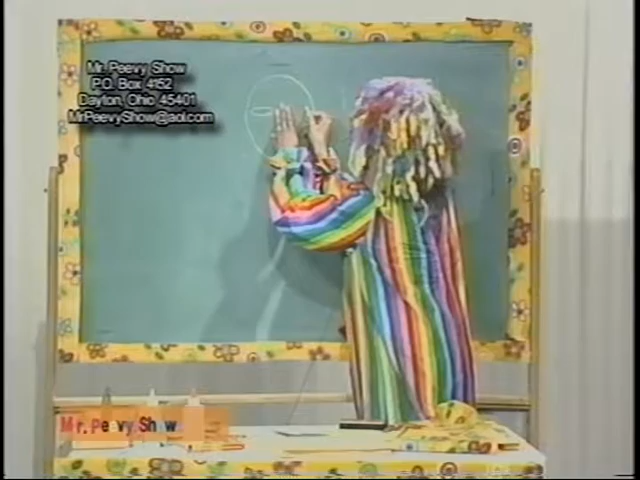 Mr. Peevy Show
P.O. Box 4152
Dayton, Ohio 45401
MrPeevyShow@aol.com
Mr. Peevy Show